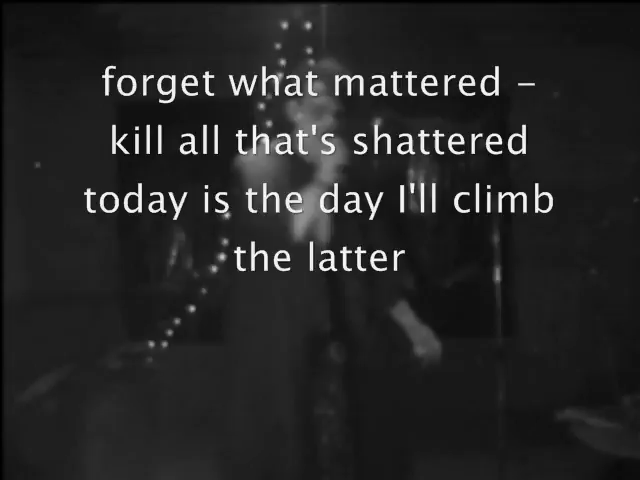 forget what mattered –
kill all that's shattered
today is the day I'll climb
the latter